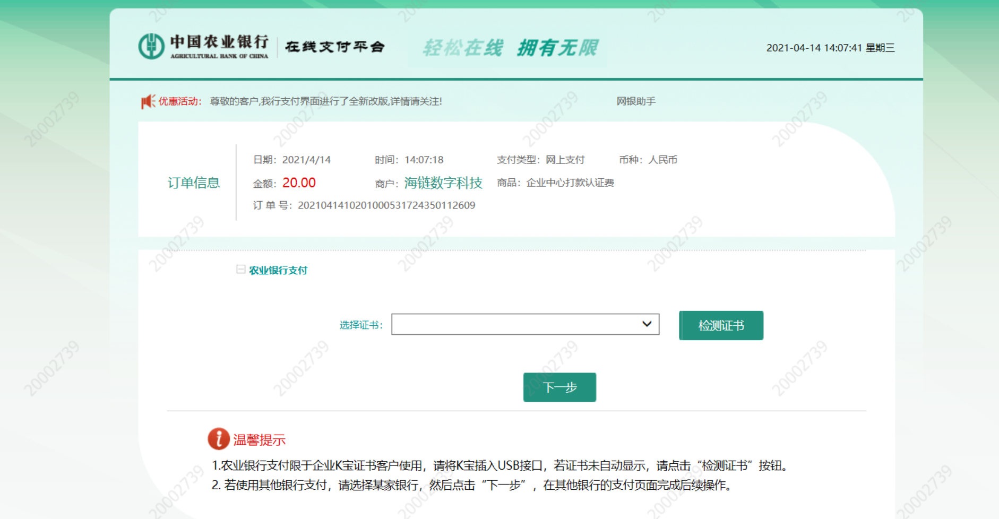 中国农业银行 在线支付平台 轻松在线 拥有无限 2021-04-14 14:07:41 星期三
AGRICULTURAL BANK OF CHINA
优惠活动: 尊敬的客户,我行支付界面进行了全新改版,详情请关注! 网银助手
日期：2021/4/14 时间：14:07:18 支付类型：网上支付 币种：人民币
订单信息 金额：20.00 商户：海链数字科技 商品：企业中心打款认证费
订 单 号：20210414102010005317243501​12609
农业银行支付
选择证书： 检测证书
下一步
温馨提示
1.农业银行支付限于企业K宝证书客户使用，请将K宝插入USB接口，若证书未自动显示，请点击“检测证书”按钮。
2. 若使用其他银行支付，请选择某家银行，然后点击“下一步”，在其他银行的支付页面完成后续操作。
20002739